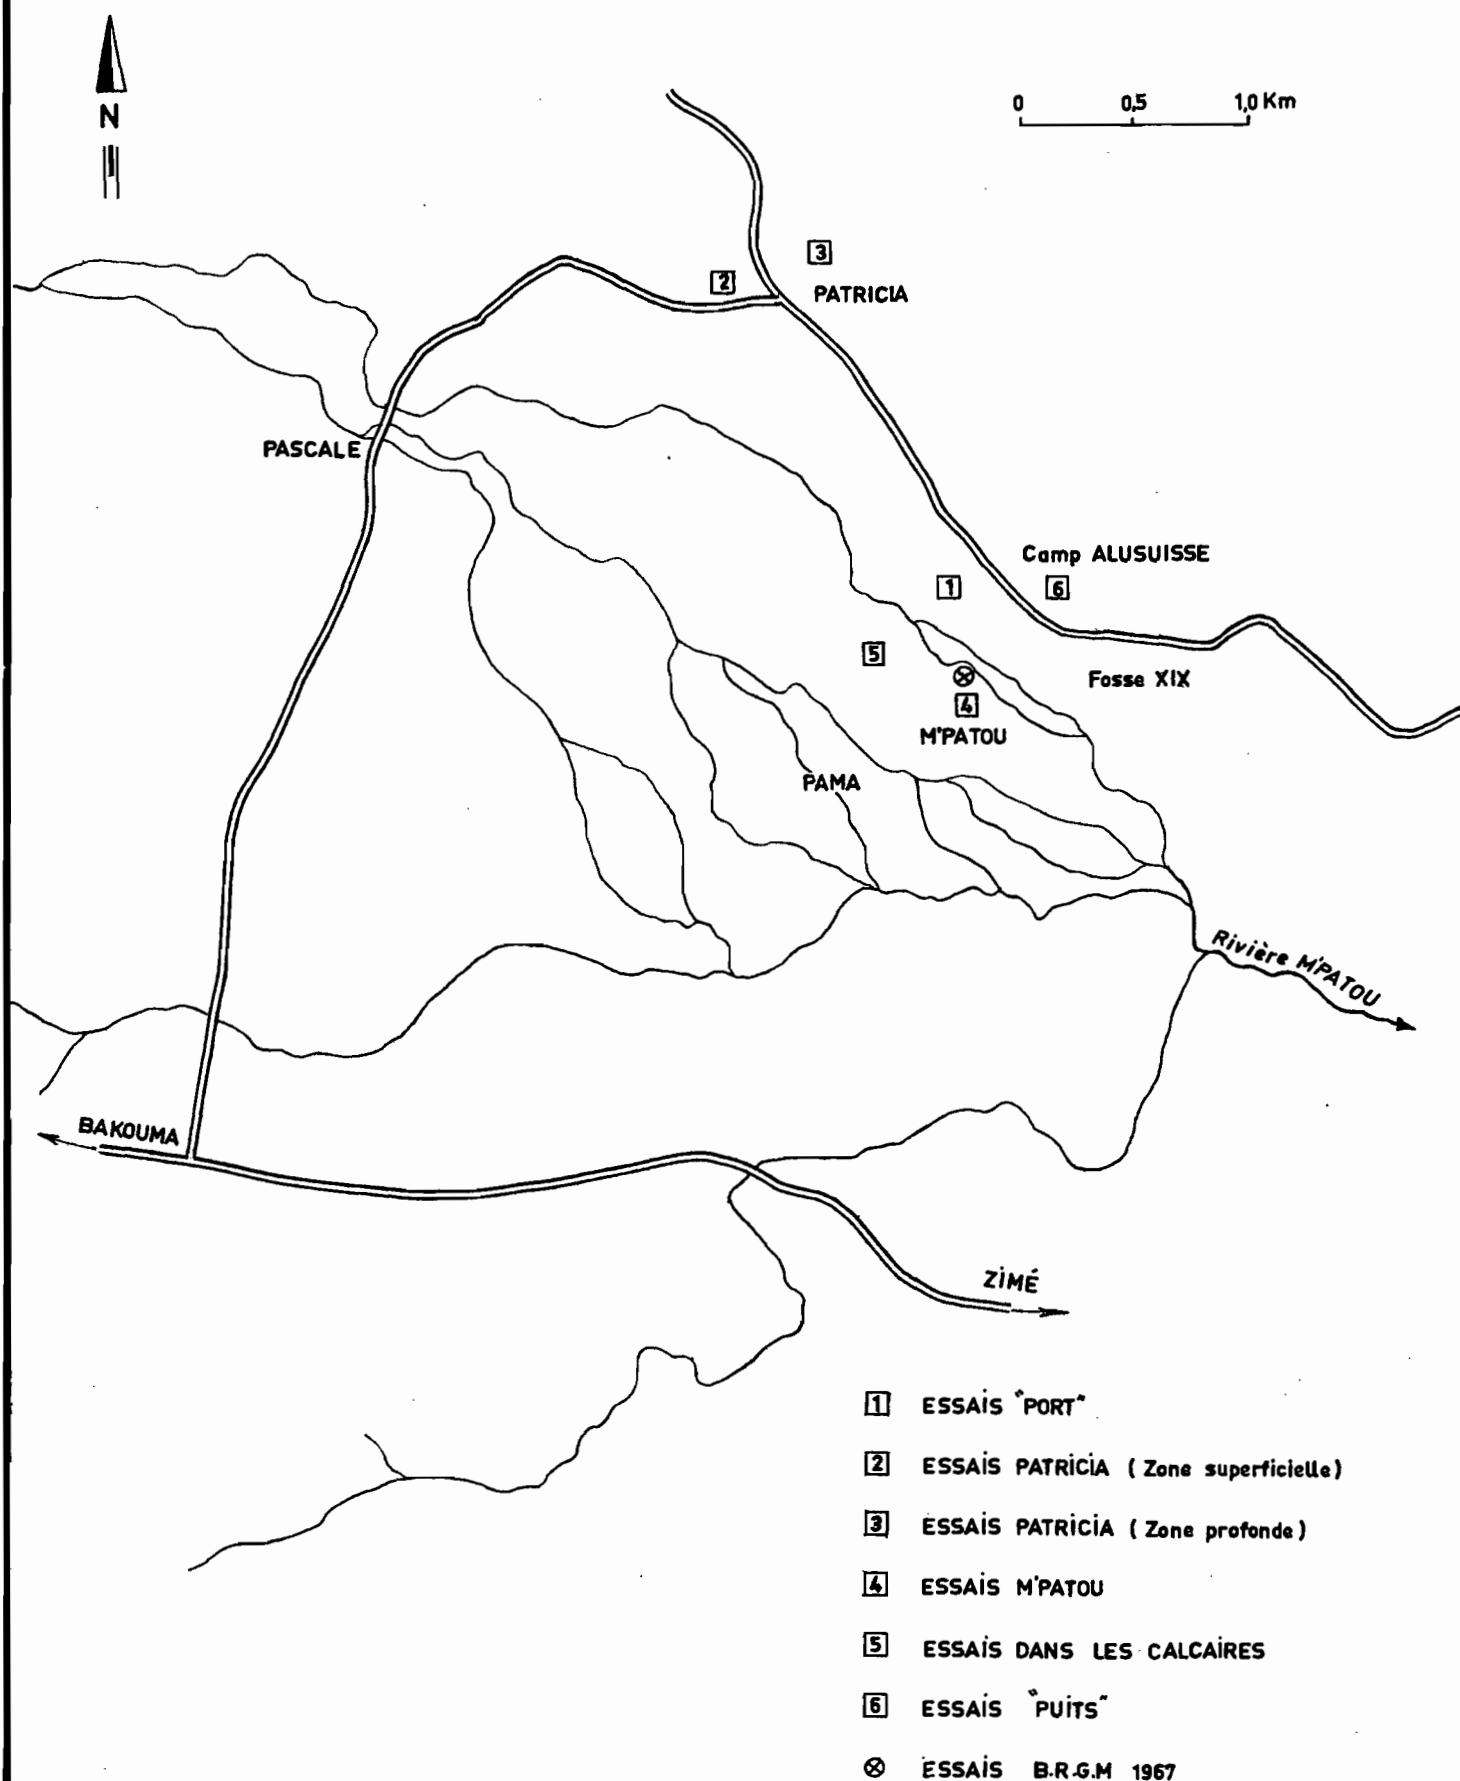 N
0 0,5 1,0 Km
3
2
PATRICIA
PASCALE
Camp ALUSUISSE
1
6
5
Fosse XIX
4
M'PATOU
PAMA
Rivière M'PATOU
BAKOUMA
ZIMÉ
1 ESSAIS "PORT"
2 ESSAIS PATRICIA ( Zone superficielle )
3 ESSAIS PATRICIA ( Zone profonde )
4 ESSAIS M'PATOU
5 ESSAIS DANS LES CALCAIRES
6 ESSAIS "PUITS"
⊗ ESSAIS B.R.G.M 1967